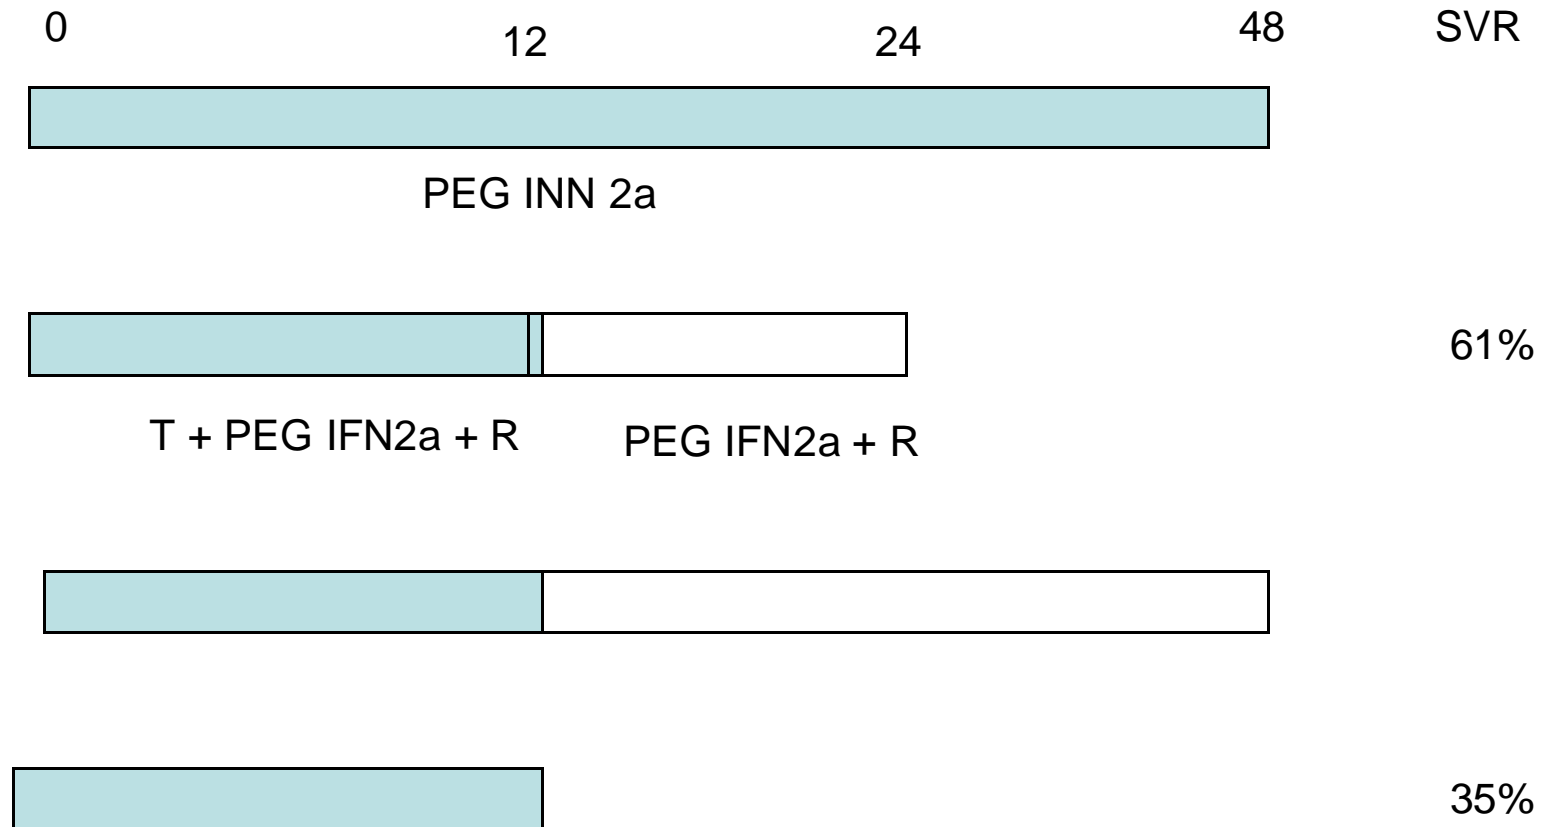 0 12 24 48 SVR
PEG INN 2a
61%
T + PEG IFN2a + R PEG IFN2a + R
35%